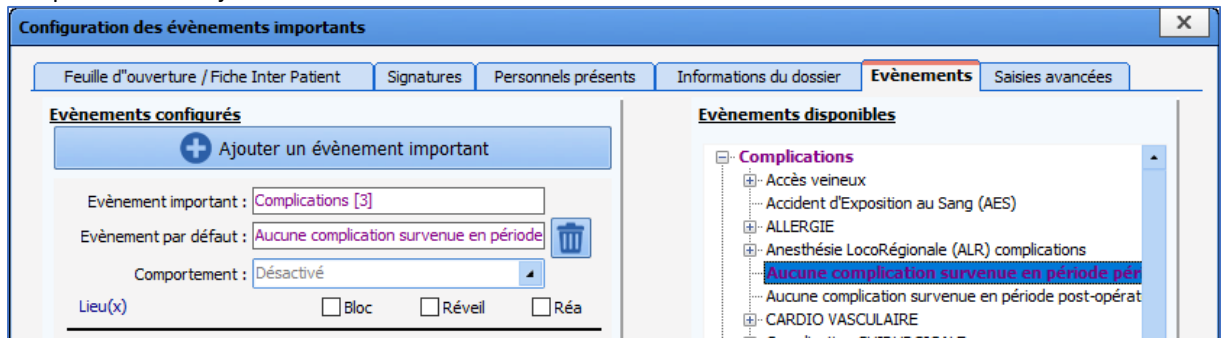 Configuration des évènements importants
Feuille d"ouverture / Fiche Inter Patient
Signatures
Personnels présents
Informations du dossier
Evènements
Saisies avancées
Evènements configurés
Ajouter un évènement important
Evènement important : Complications [3]
Evènement par défaut : Aucune complication survenue en période
Comportement : Désactivé
Lieu(x) Bloc Réveil Réa
Evènements disponibles
Complications
Accès veineux
Accident d'Exposition au Sang (AES)
ALLERGIE
Anesthésie LocoRégionale (ALR) complications
Aucune complication survenue en période pér
Aucune complication survenue en période post-opérat
CARDIO VASCULAIRE